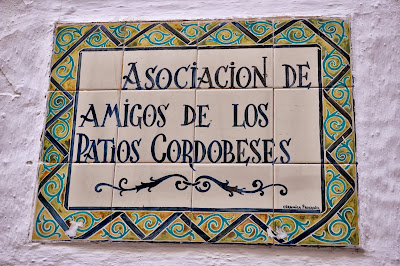 ASOCIACION DE
AMIGOS DE LOS
PATIOS CORDOBESES